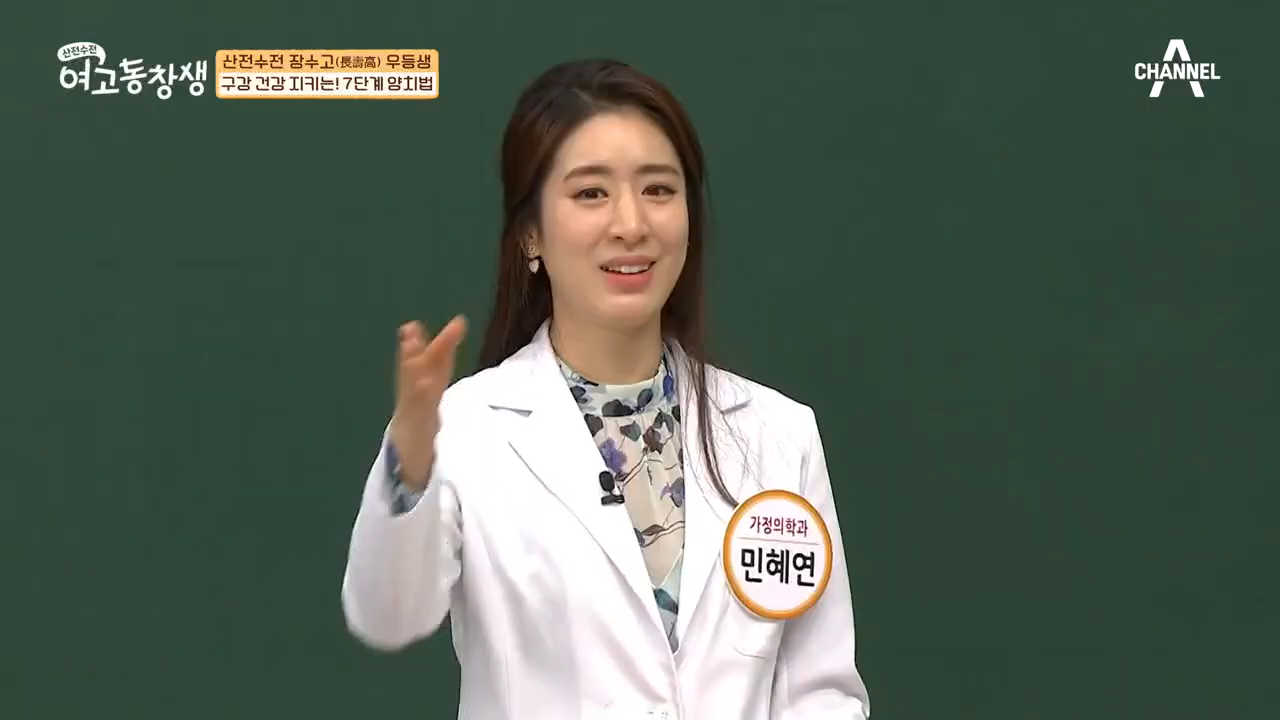 산전수전
여고동창생
산전수전 장수고(長壽高) 우등생
구강 건강 지키는! 7단계 양치법
CHANNEL A
가정의학과
민혜연